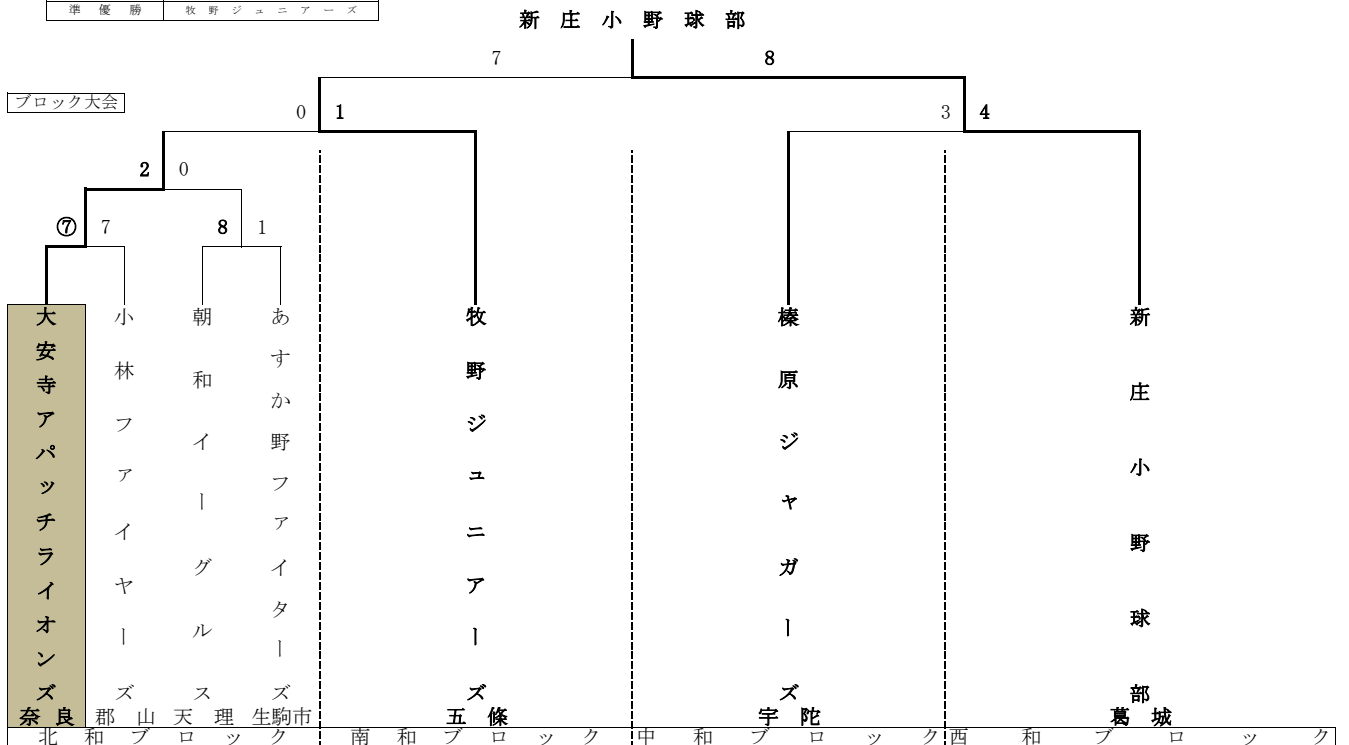 準優勝 牧野ジュニアーズ
新庄小野球部
7 8
ブロック大会
0 1 3 4
2 0
⑦ 7 8 1
大安寺アパッチライオンズ
小林ファイヤーズ
朝和イーグルス
あすか野ファイターズ
牧野ジュニアーズ
榛原ジャガーズ
新庄小野球部
奈良 郡山 天理 生駒市 五條 宇陀 葛城
北和ブロック 南和ブロック 中和ブロック 西和ブロック